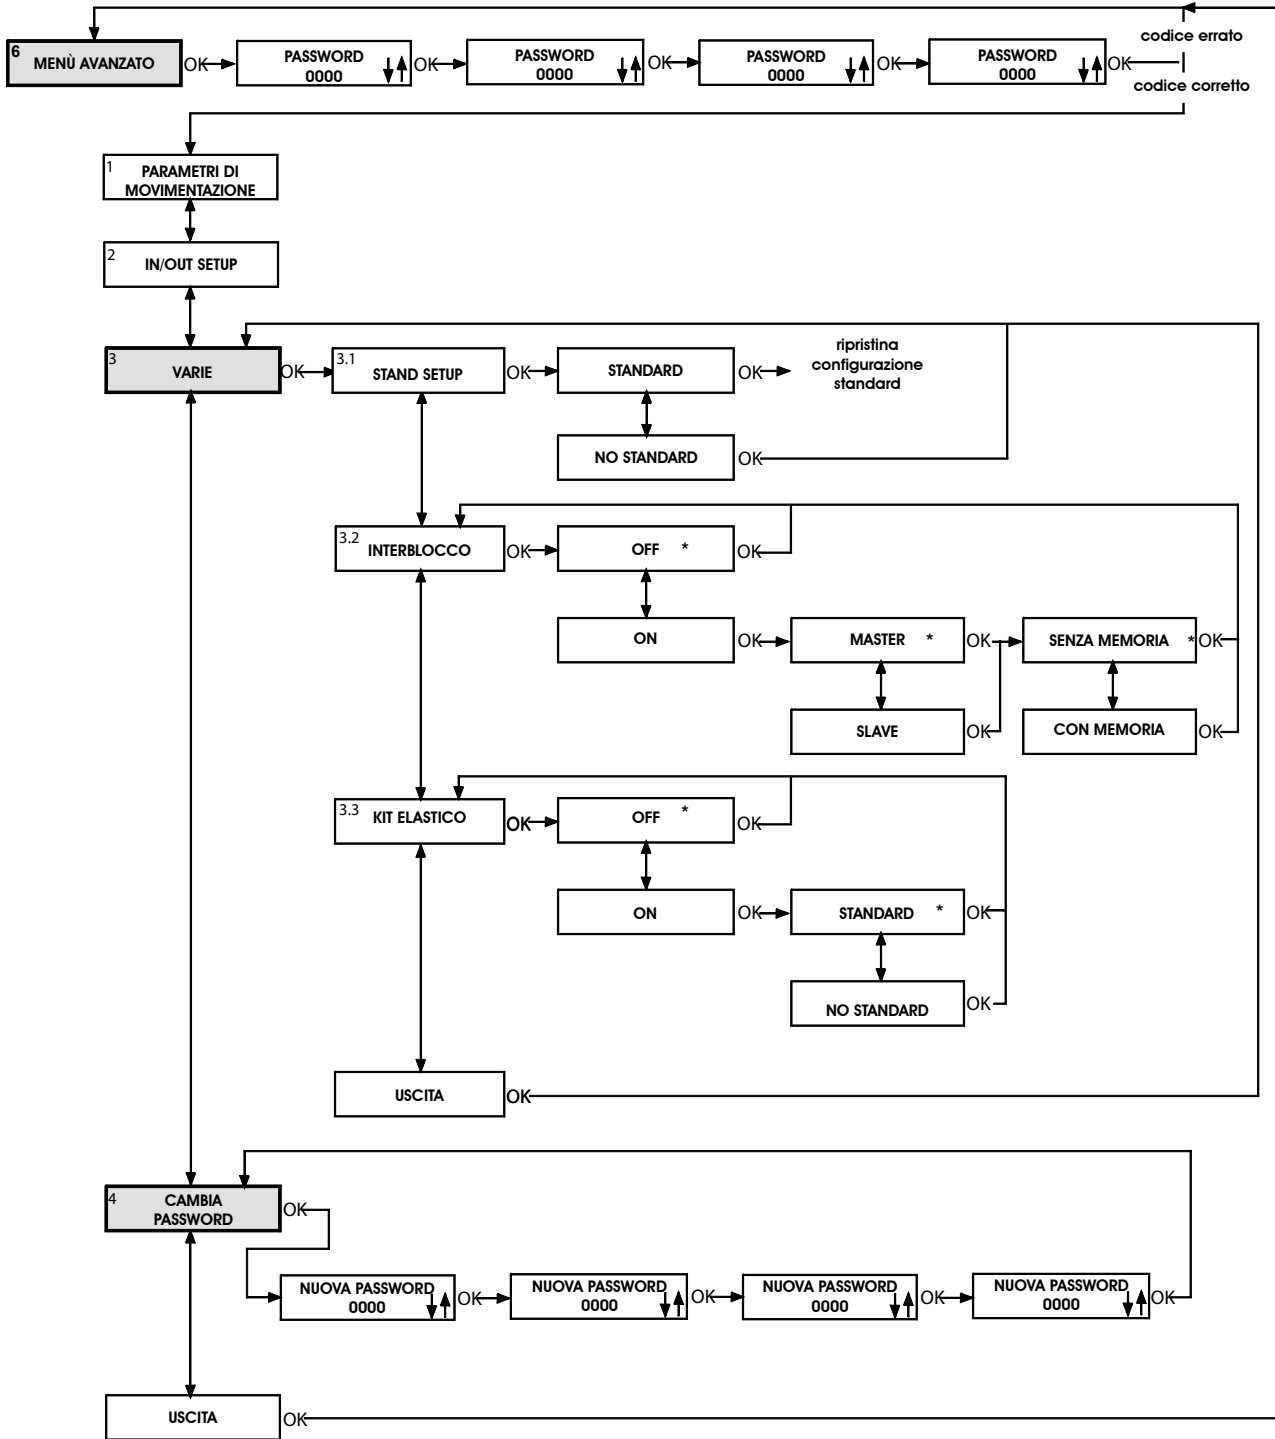 6
MENÙ AVANZATO
OK
PASSWORD
0000
OK
PASSWORD
0000
OK
PASSWORD
0000
OK
PASSWORD
0000
OK
codice errato
codice corretto
1
PARAMETRI DI
MOVIMENTAZIONE
2
IN/OUT SETUP
3
VARIE
OK
3.1
STAND SETUP
OK
STANDARD
OK
ripristina
configurazione
standard
NO STANDARD
OK
3.2
INTERBLOCCO
OK
OFF *
OK
ON
OK
MASTER *
OK
SENZA MEMORIA *
OK
SLAVE
OK
CON MEMORIA
OK
3.3
KIT ELASTICO
OK
OFF *
OK
ON
OK
STANDARD *
OK
NO STANDARD
OK
USCITA
OK
4
CAMBIA
PASSWORD
OK
NUOVA PASSWORD
0000
OK
NUOVA PASSWORD
0000
OK
NUOVA PASSWORD
0000
OK
NUOVA PASSWORD
0000
OK
USCITA
OK